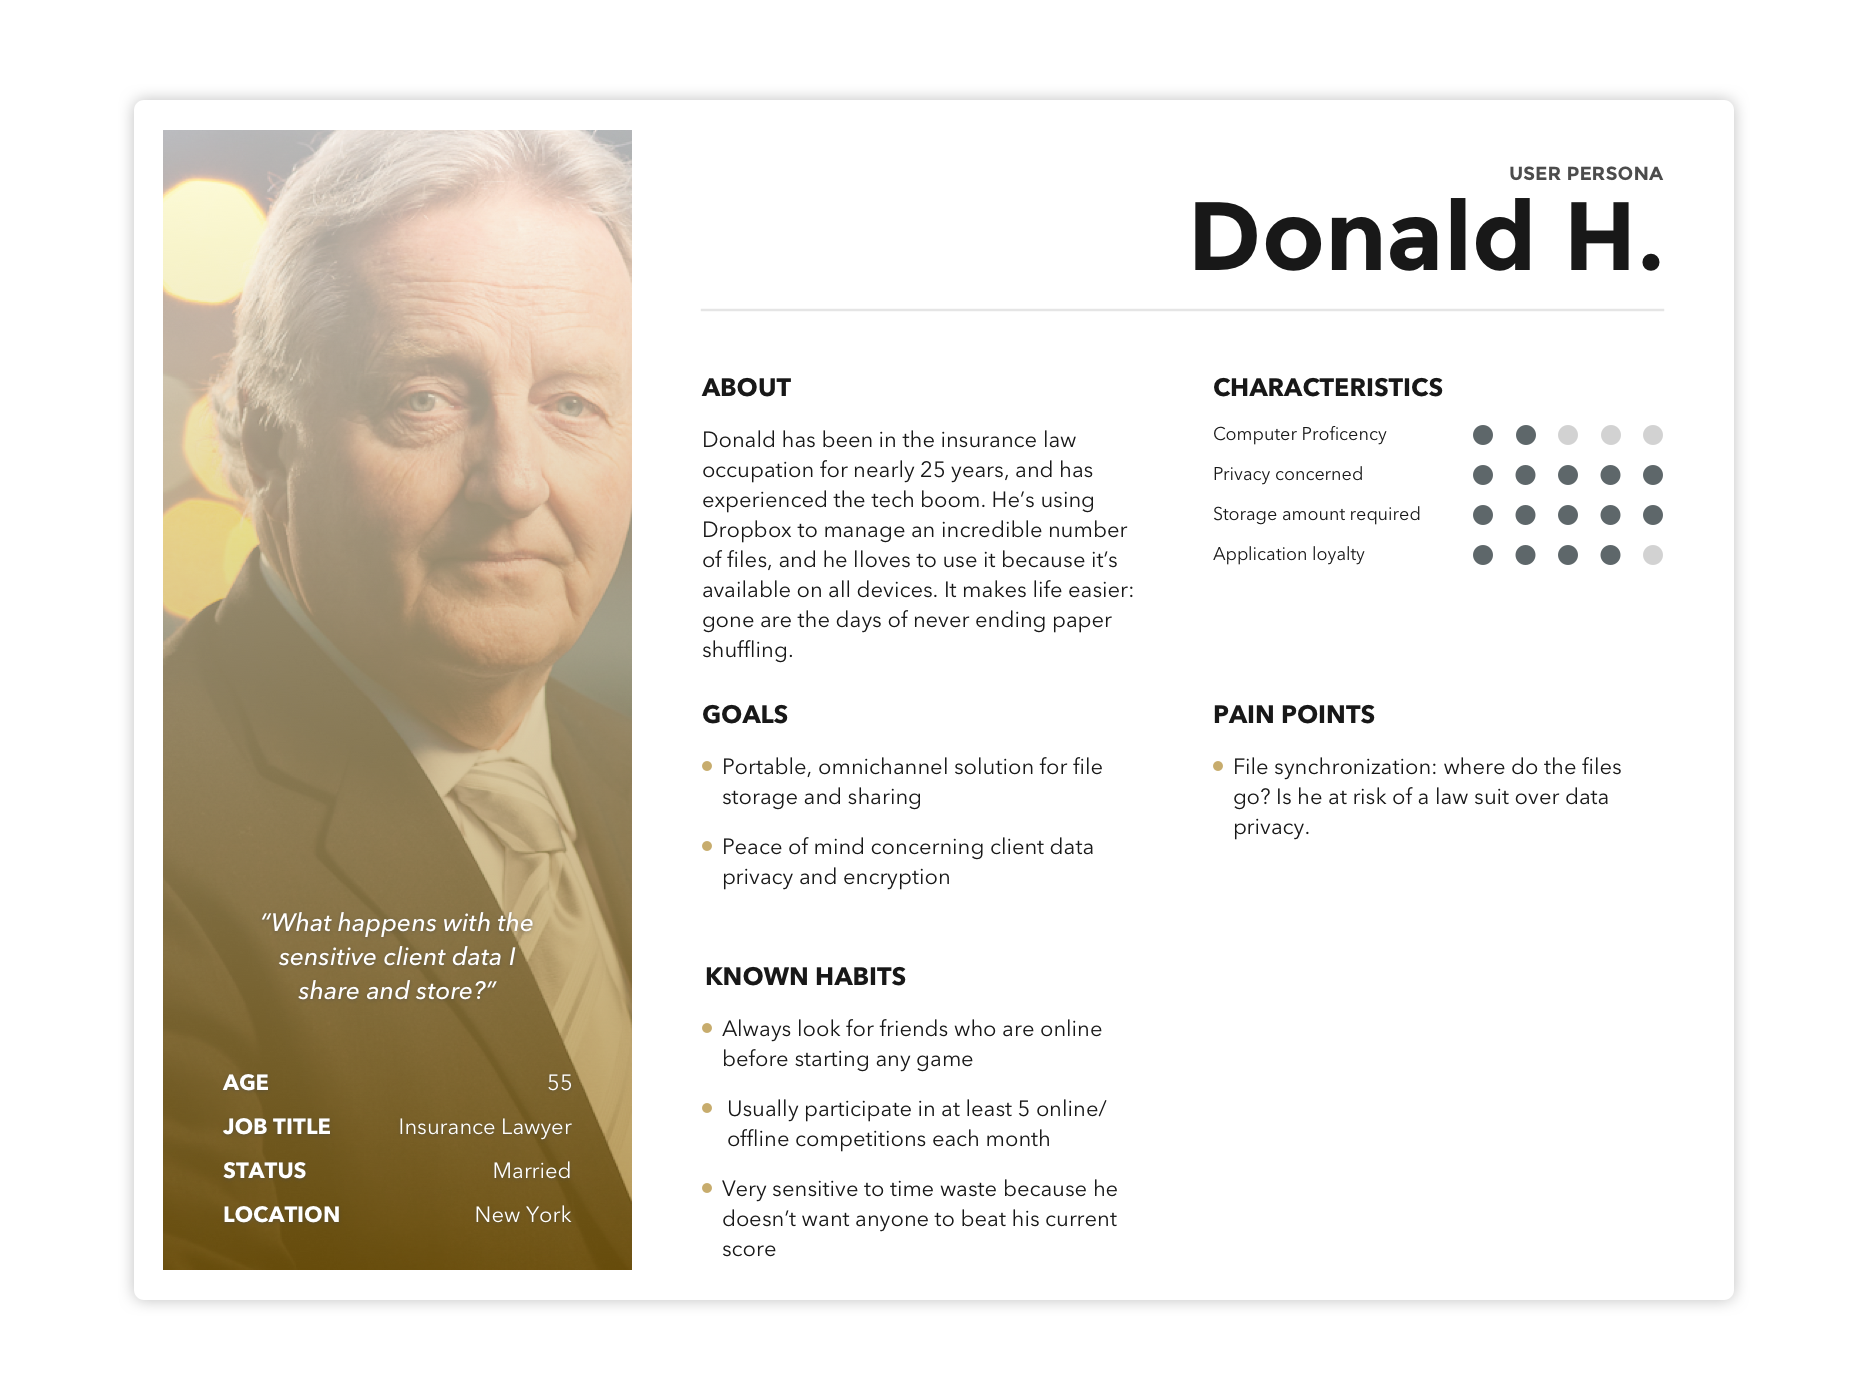 USER PERSONA
Donald H.
“What happens with the
sensitive client data I
share and store?”
AGE 55
JOB TITLE Insurance Lawyer
STATUS Married
LOCATION New York
ABOUT
Donald has been in the insurance law
occupation for nearly 25 years, and has
experienced the tech boom. He’s using
Dropbox to manage an incredible number
of files, and he lloves to use it because it’s
available on all devices. It makes life easier:
gone are the days of never ending paper
shuffling.
CHARACTERISTICS
Computer Proficency
Privacy concerned
Storage amount required
Application loyalty
GOALS
Portable, omnichannel solution for file
storage and sharing
Peace of mind concerning client data
privacy and encryption
PAIN POINTS
File synchronization: where do the files
go? Is he at risk of a law suit over data
privacy.
KNOWN HABITS
Always look for friends who are online
before starting any game
Usually participate in at least 5 online/
offline competitions each month
Very sensitive to time waste because he
doesn’t want anyone to beat his current
score